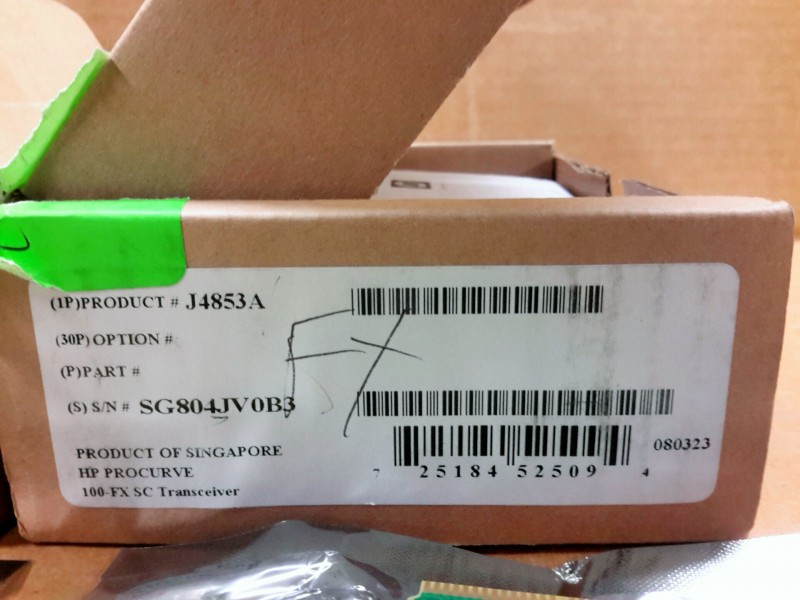 (1P)PRODUCT # J4853A
(30P) OPTION #
(P)PART #
(S) S/N # SG804JV0B3
FX
PRODUCT OF SINGAPORE
HP PROCURVE
100-FX SC Transceiver
7 25184 52509 4
080323